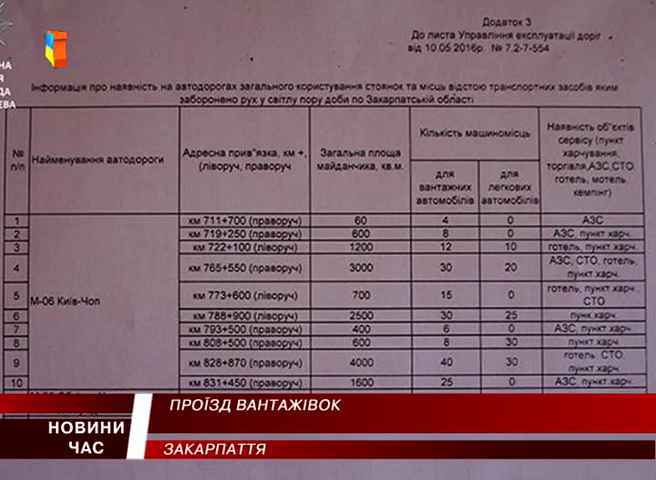 НА
Я
ДА
ЄВА
Додаток 3
До листа Управління експлуатації доріг
від 10.05 2016р. № 7.2-7-554
Інформація про наявність на автодорогах загального користування стоянок та місць відстою транспортних засобів яким
заборонено рух у світлу пору доби по Закарпатській області
№ п/п
Найменування автодороги
Адресна прив"язка, км +, (ліворуч, праворуч
Загальна площа майданчика, кв.м.
Кількість машиномісць
для вантажних автомобілів
для легкових автомобілів
Наявність об"єктів сервісу (пункт харчування, торгівля,АЗС,СТО. готель, мотель. кемпінг)
М-06 Київ-Чоп
1 км 711+700 (праворуч) 60 4 0 АЗС
2 км 719+250 (праворуч) 600 8 0 АЗС, пункт харч.
3 км 722+100 (ліворуч) 1200 12 10 готель, пункт харч.
4 км 765+550 (праворуч) 3000 30 20 АЗС, СТО, готель, пункт харч.
5 км 773+600 (ліворуч) 700 15 0 готель, пункт харч., СТО
6 км 788+900 (ліворуч) 2500 30 25 пунк.харч.
7 км 793+500 (праворуч) 400 6 0 АЗС, пункт харч.
8 км 808+500 (праворуч) 600 8 30 пункт.харч
9 км 828+870 (праворуч) 4000 40 30 готель, СТО, пункт.харч
10 км 831+450 (праворуч) 1600 25 0 АЗС, пункт харч
НОВИНИ
ЧАС
ПРОЇЗД ВАНТАЖІВОК
ЗАКАРПАТТЯ